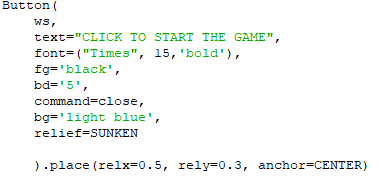 Button(
    ws,
    text="CLICK TO START THE GAME",
    font=("Times", 15,'bold'),
    fg='black',
    bd='5',
    command=close,
    bg='light blue',
    relief=SUNKEN

    ).place(relx=0.5, rely=0.3, anchor=CENTER)